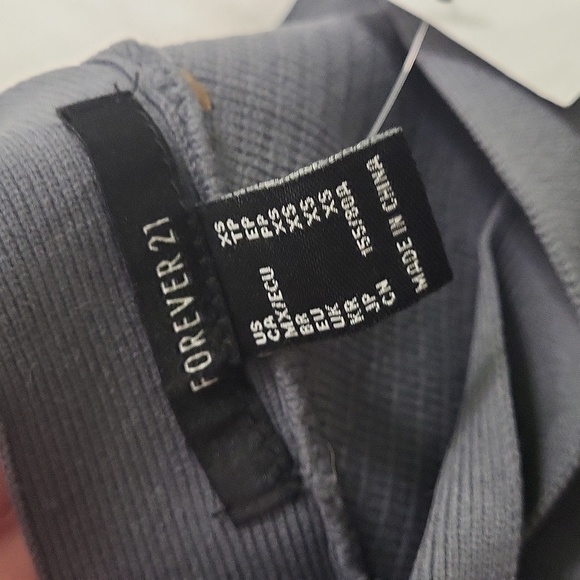 FOREVER 21
US XS
CA TP
MX/ECU EP
BR PS
EU XS
UK XS
KR XS
JP XS
CN 155/80A
MADE IN CHINA